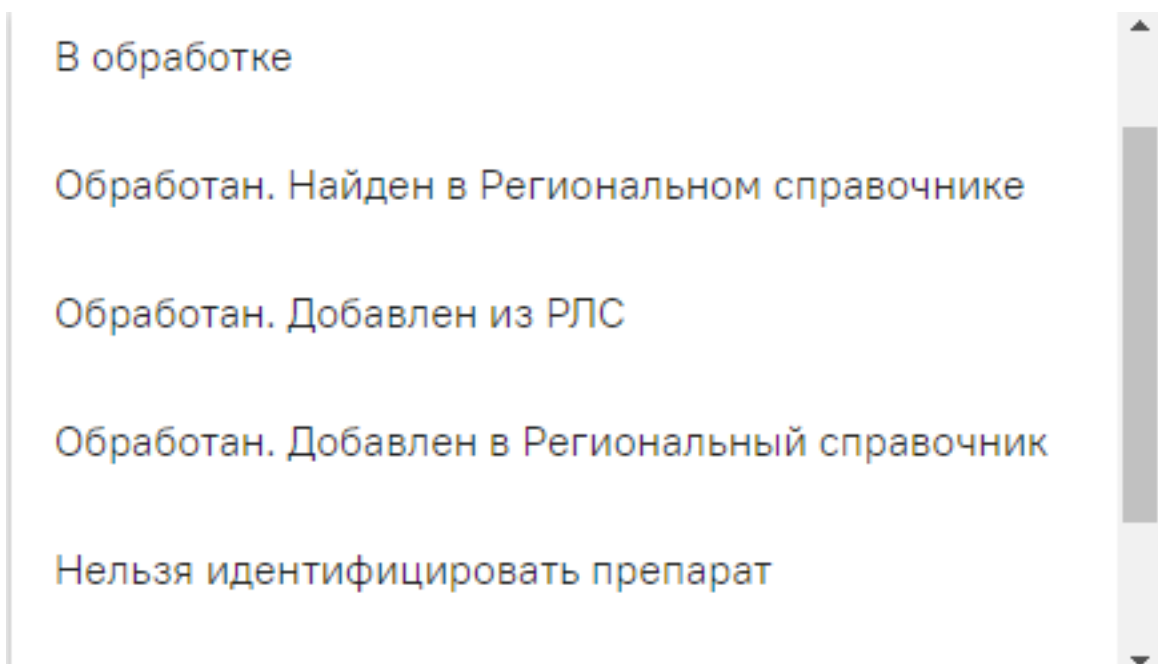 В обработке
Обработан. Найден в Региональном справочнике
Обработан. Добавлен из РЛС
Обработан. Добавлен в Региональный справочник
Нельзя идентифицировать препарат